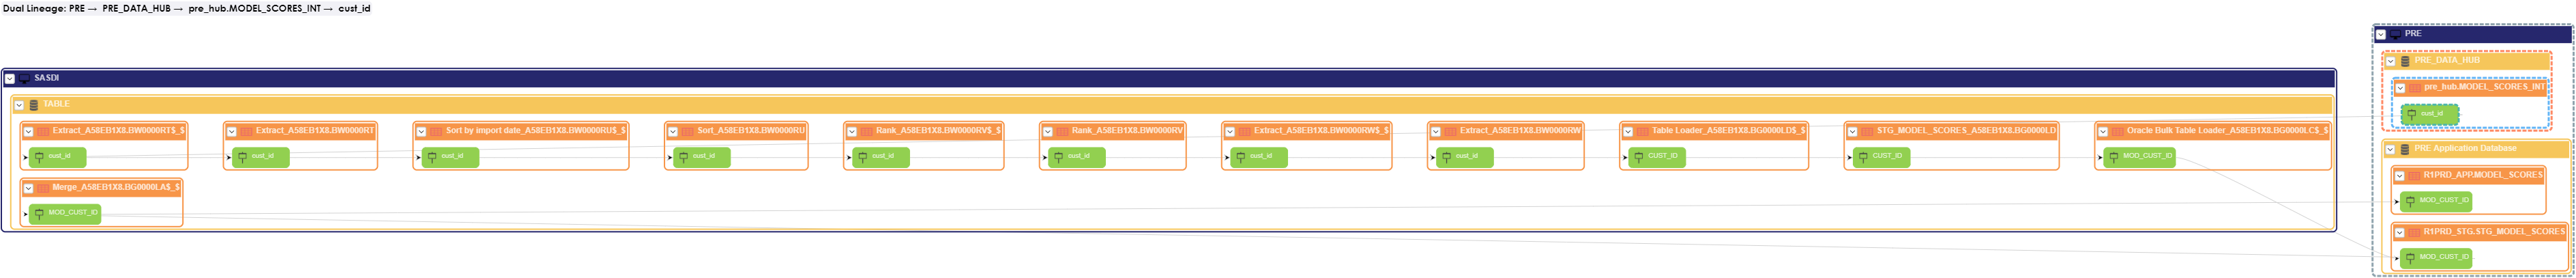 Dual Lineage: PRE → PRE_DATA_HUB → pre_hub.MODEL_SCORES_INT → cust_id
PRE
PRE_DATA_HUB
pre_hub.MODEL_SCORES_INT
cust_id
SASDI
TABLE
Extract_A58EB1X8.BW0000RT$_$
cust_id
Extract_A58EB1X8.BW0000RT
cust_id
Sort by import date_A58EB1X8.BW0000RU$_$
cust_id
Sort_A58EB1X8.BW0000RU
cust_id
Rank_A58EB1X8.BW0000RV$_$
cust_id
Rank_A58EB1X8.BW0000RV
cust_id
Extract_A58EB1X8.BW0000RW$_$
cust_id
Extract_A58EB1X8.BW0000RW
cust_id
Table Loader_A58EB1X8.BG0000LD$_$
CUST_ID
STG_MODEL_SCORES_A58EB1X8.BG0000LD
CUST_ID
Oracle Bulk Table Loader_A58EB1X8.BG0000LC$_$
MOD_CUST_ID
Merge_A58EB1X8.BG0000LA$_$
MOD_CUST_ID
PRE Application Database
R1PRD_APP.MODEL_SCORES
MOD_CUST_ID
R1PRD_STG.STG_MODEL_SCORES
MOD_CUST_ID